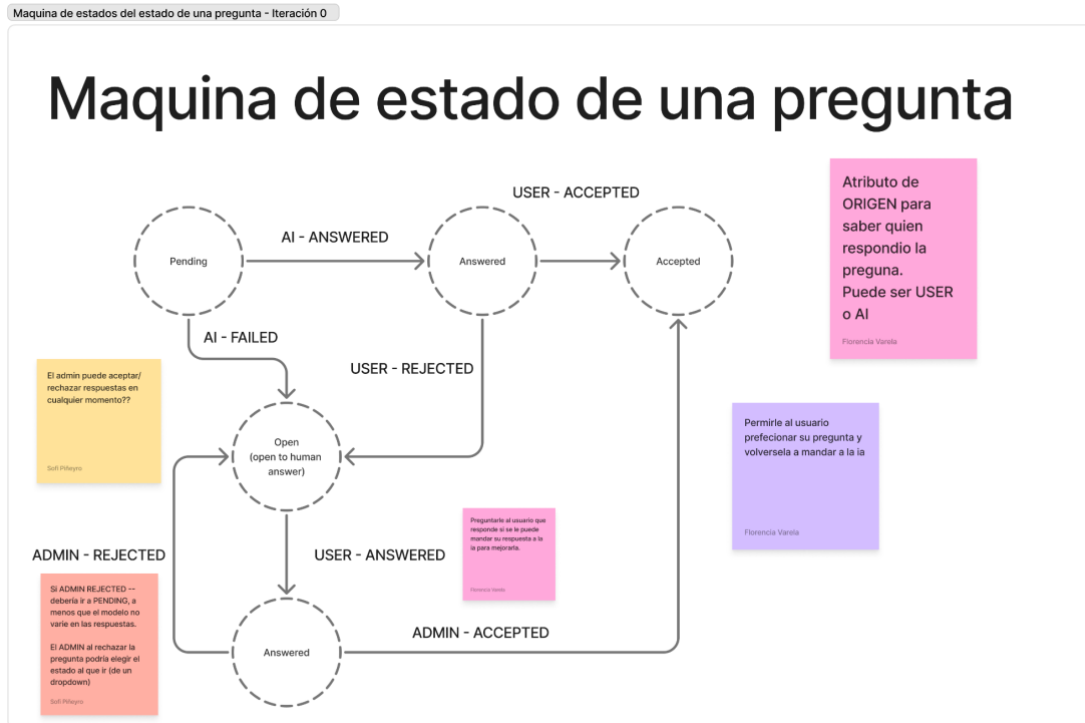 Maquina de estados del estado de una pregunta - Iteración 0
Maquina de estado de una pregunta
USER - ACCEPTED
AI - ANSWERED
Pending
Answered
Accepted
Atributo de
ORIGEN para
saber quien
respondio la
preguna.
Puede ser USER
o AI
Florencia Varela
AI - FAILED
USER - REJECTED
El admin puede aceptar/
rechazar respuestas en
cualquier momento??
Sofi Piñeyro
Open
(open to human
answer)
Permirle al usuario
prefecionar su pregunta y
volversela a mandar a la ia
Florencia Varela
ADMIN - REJECTED
USER - ANSWERED
Preguntarle al usuario que
responde si se le puede
mandar su respuesta a la
ia para mejorarla.
Florencia Varela
Si ADMIN REJECTED --
debería ir a PENDING, a
menos que el modelo no
varie en las respuestas.
El ADMIN al rechazar la
pregunta podría elegir el
estado al que ir (de un
dropdown)
Sofi Piñeyro
Answered
ADMIN - ACCEPTED